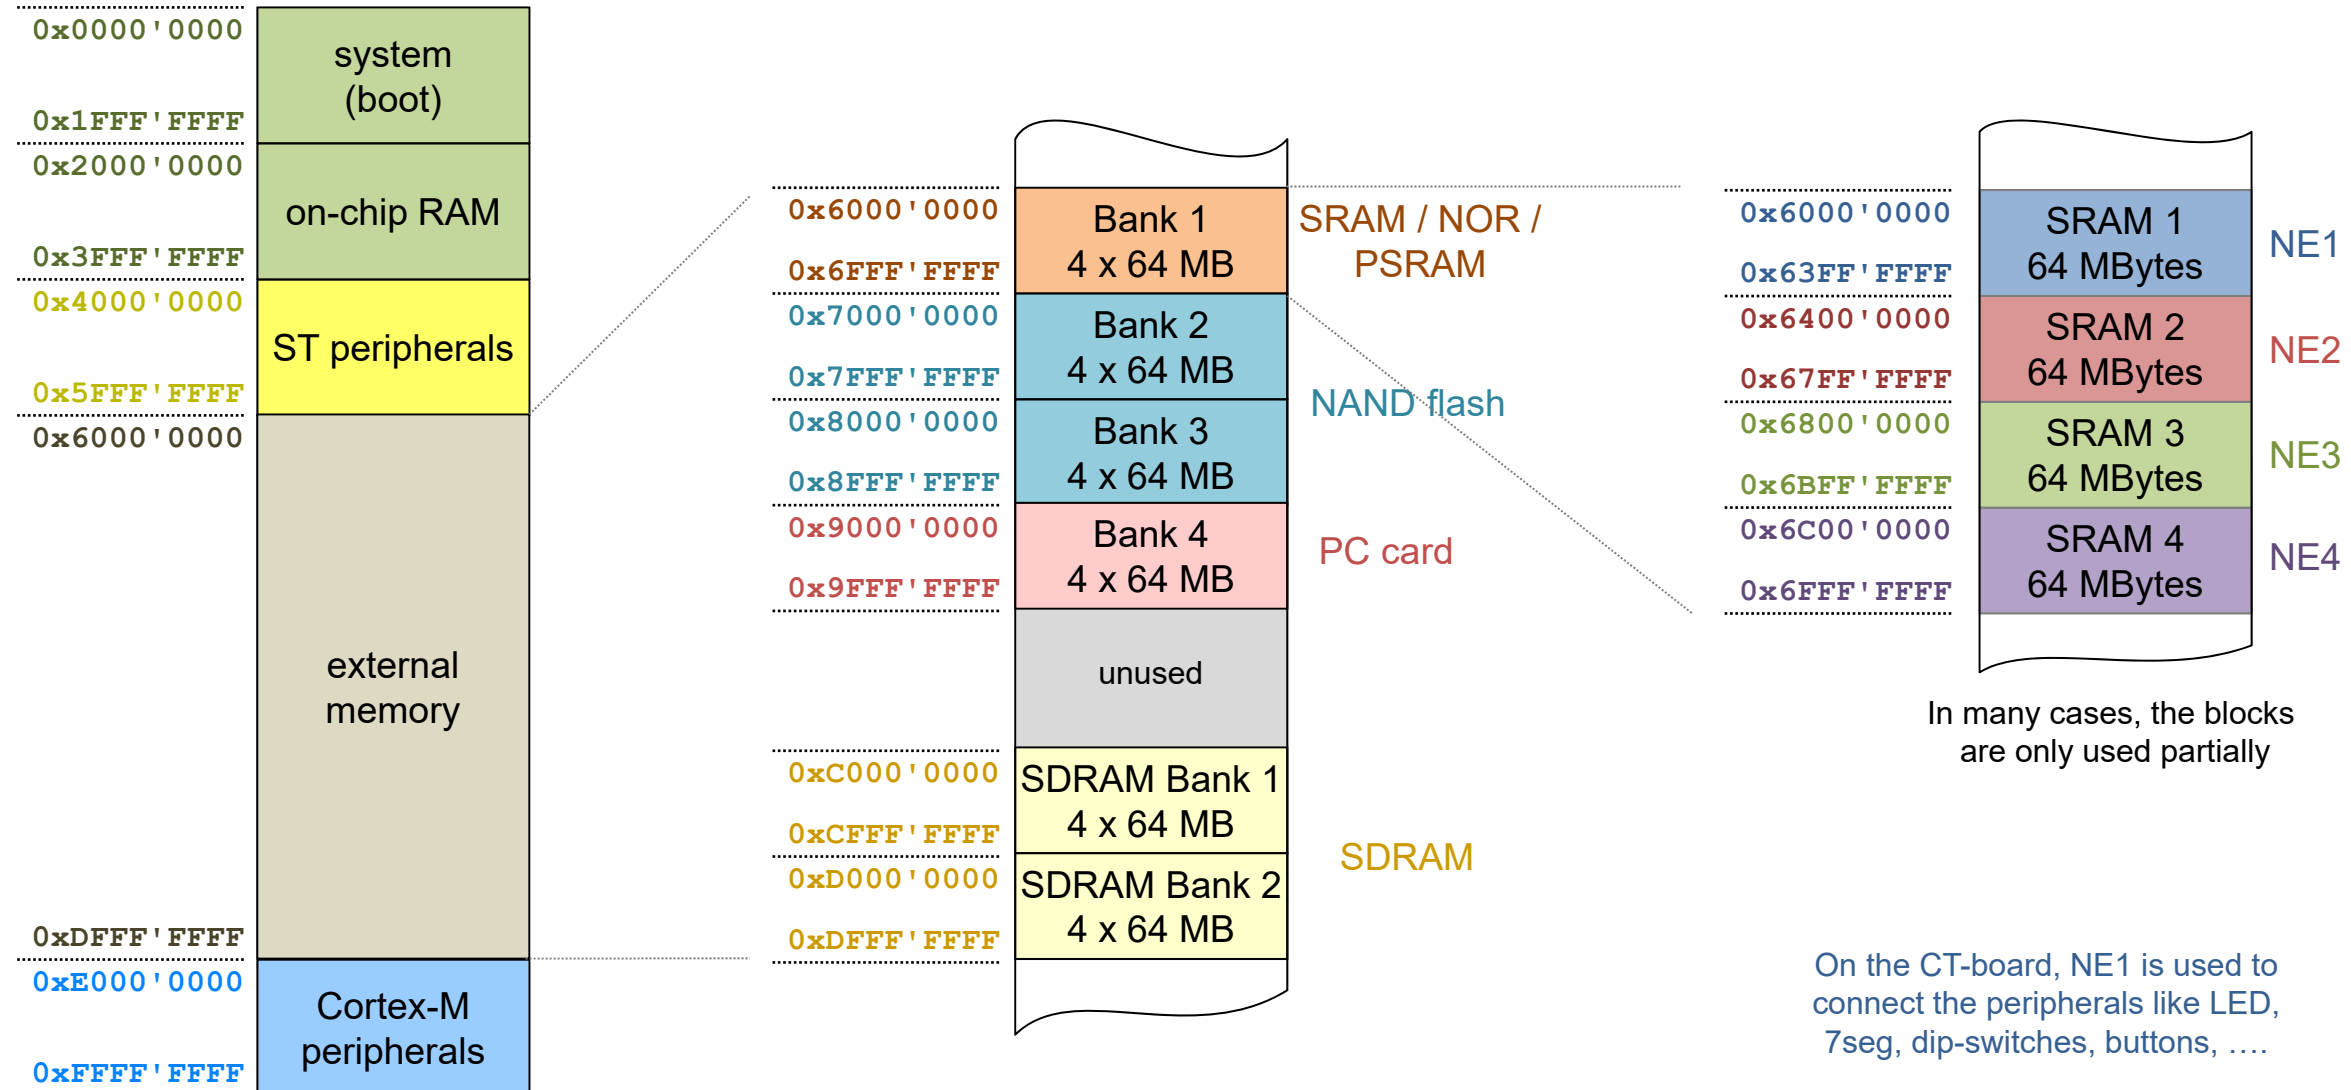 0x0000'0000
system
(boot)
0x1FFF'FFFF
0x2000'0000
on-chip RAM
0x3FFF'FFFF
0x4000'0000
ST peripherals
0x5FFF'FFFF
0x6000'0000
external
memory
0xDFFF'FFFF
0xE000'0000
Cortex-M
peripherals
0xFFFF'FFFF
0x6000'0000
Bank 1
4 x 64 MB
0x6FFF'FFFF
SRAM / NOR /
PSRAM
0x7000'0000
Bank 2
4 x 64 MB
0x7FFF'FFFF
NAND flash
0x8000'0000
Bank 3
4 x 64 MB
0x8FFF'FFFF
0x9000'0000
Bank 4
4 x 64 MB
0x9FFF'FFFF
PC card
unused
0xC000'0000
SDRAM Bank 1
4 x 64 MB
0xCFFF'FFFF
SDRAM
0xD000'0000
SDRAM Bank 2
4 x 64 MB
0xDFFF'FFFF
0x6000'0000
SRAM 1
64 MBytes
0x63FF'FFFF
NE1
0x6400'0000
SRAM 2
64 MBytes
0x67FF'FFFF
NE2
0x6800'0000
SRAM 3
64 MBytes
0x6BFF'FFFF
NE3
0x6C00'0000
SRAM 4
64 MBytes
0x6FFF'FFFF
NE4
In many cases, the blocks
are only used partially
On the CT-board, NE1 is used to
connect the peripherals like LED,
7seg, dip-switches, buttons, ….